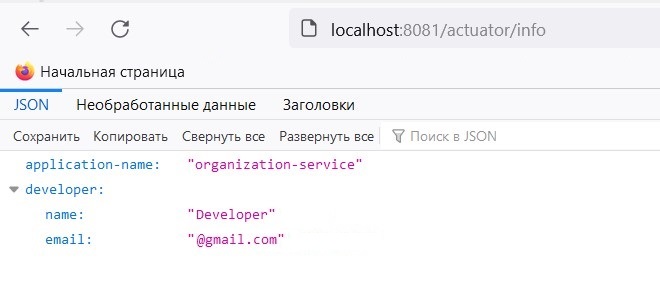 localhost:8081/actuator/info
Начальная страница
JSON Необработанные данные Заголовки
Сохранить Копировать Свернуть все Развернуть все Поиск в JSON
application-name: "organization-service"
developer:
name: "Developer"
email: "@gmail.com"